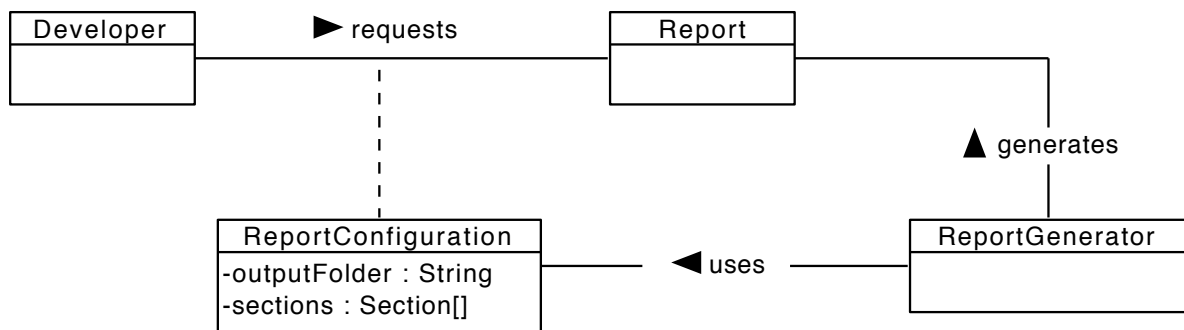 Developer
requests
Report
generates
ReportConfiguration
-outputFolder : String
-sections : Section[]
uses
ReportGenerator